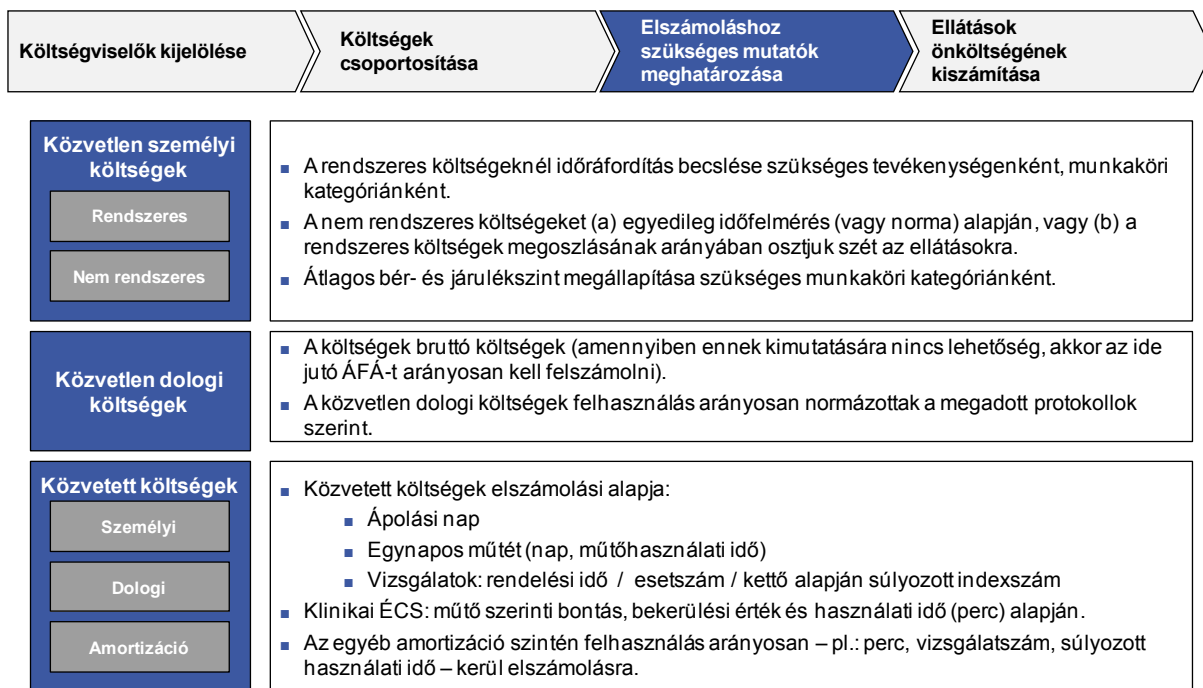 Költségviselők kijelölése
Költségek
csoportosítása
Elszámoláshoz
szükséges mutatók
meghatározása
Ellátások
önköltségének
kiszámítása
Közvetlen személyi
költségek
Rendszeres
Nem rendszeres
■ A rendszeres költségeknél időráfordítás becslése szükséges tevékenységenként, munkaköri
kategóriánként.
■ A nem rendszeres költségeket (a) egyedileg időfelmérés (vagy norma) alapján, vagy (b) a
rendszeres költségek megoszlásának arányában osztjuk szét az ellátásokra.
■ Átlagos bér- és járulékszint megállapítása szükséges munkaköri kategóriánként.
Közvetlen dologi
költségek
■ A költségek bruttó költségek (amennyiben ennek kimutatására nincs lehetőség, akkor az ide
jutó ÁFÁ-t arányosan kell felszámolni).
■ A közvetlen dologi költségek felhasználás arányosan normázottak a megadott protokollok
szerint.
Közvetett költségek
Személyi
Dologi
Amortizáció
■ Közvetett költségek elszámolási alapja:
■ Ápolási nap
■ Egynapos műtét (nap, műtőhasználati idő)
■ Vizsgálatok: rendelési idő / esetszám / kettő alapján súlyozott indexszám
■ Klinikai ÉCS: műtő szerinti bontás, bekerülési érték és használati idő (perc) alapján.
■ Az egyéb amortizáció szintén felhasználás arányosan – pl.: perc, vizsgálatszám, súlyozott
használati idő – kerül elszámolásra.